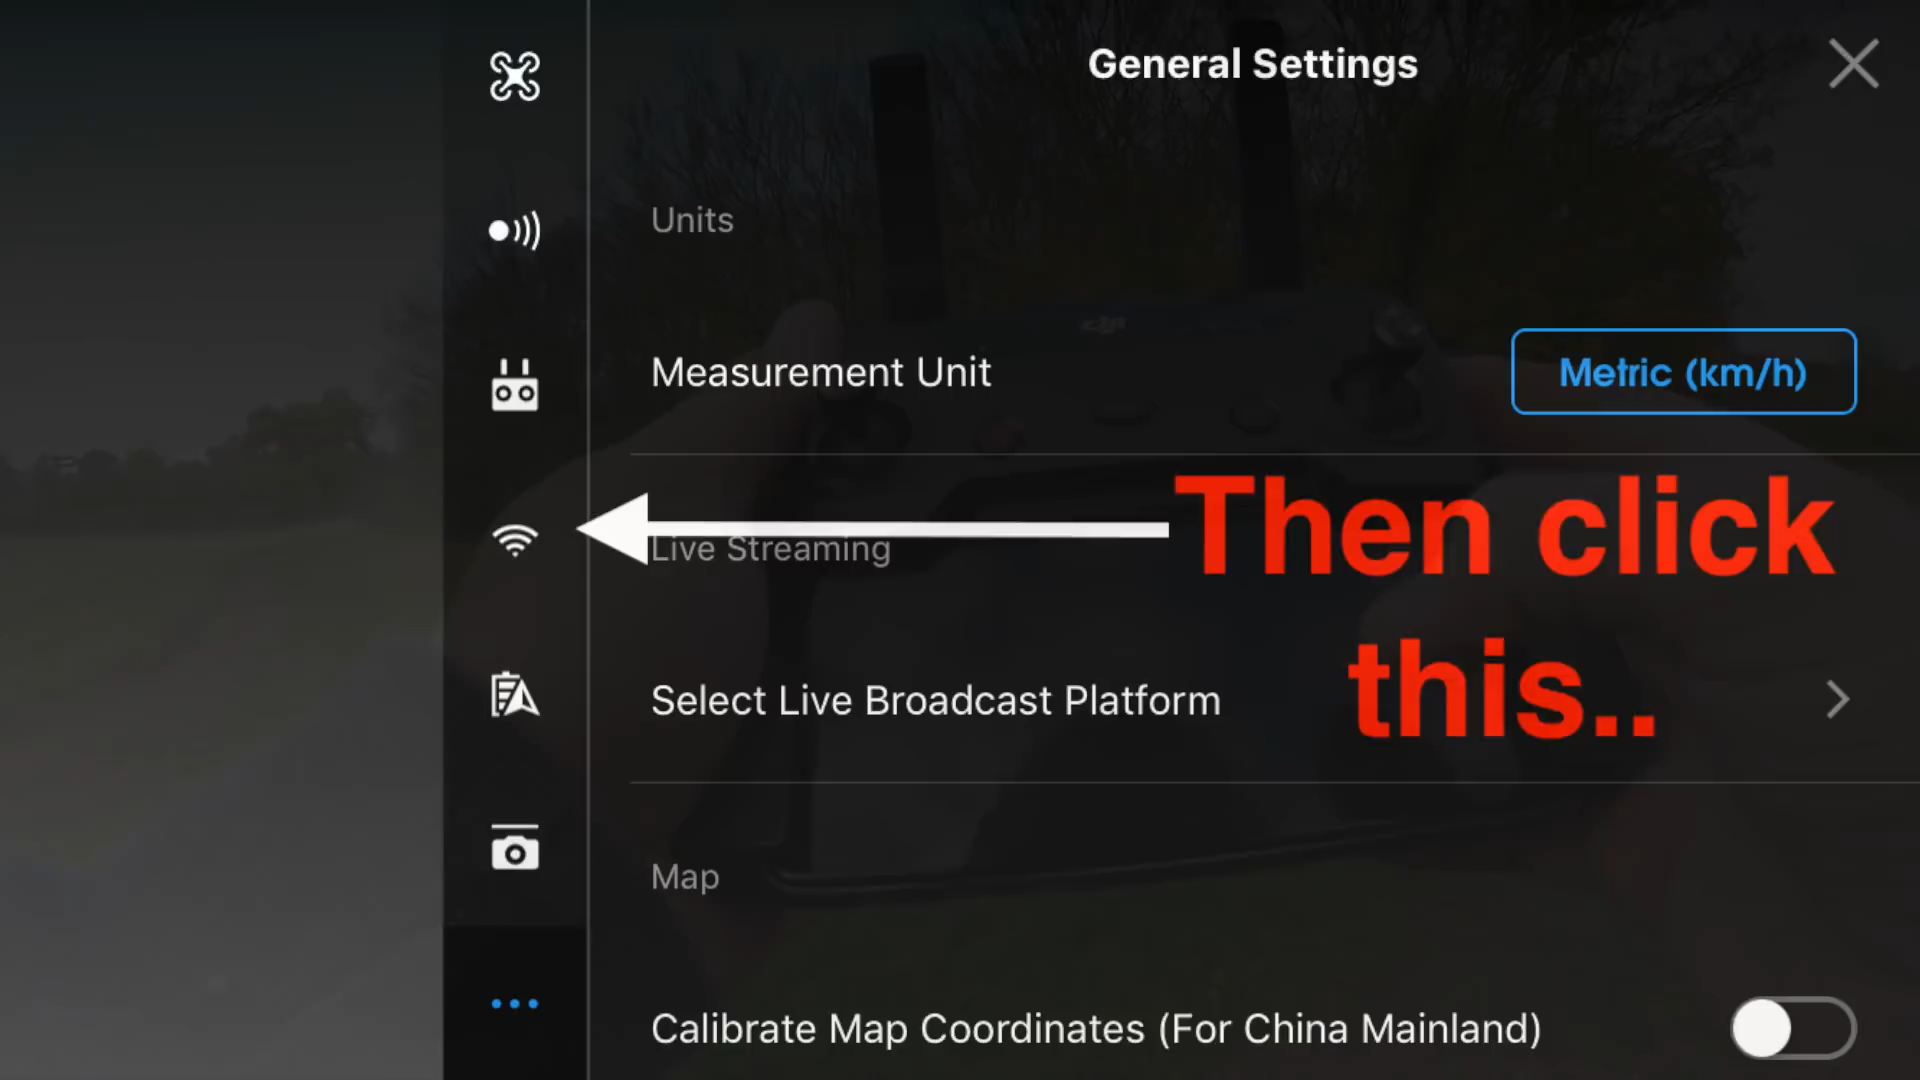 General Settings
Units
Measurement Unit
Metric (km/h)
Then click
Live Streaming
this..
Select Live Broadcast Platform
Map
Calibrate Map Coordinates (For China Mainland)